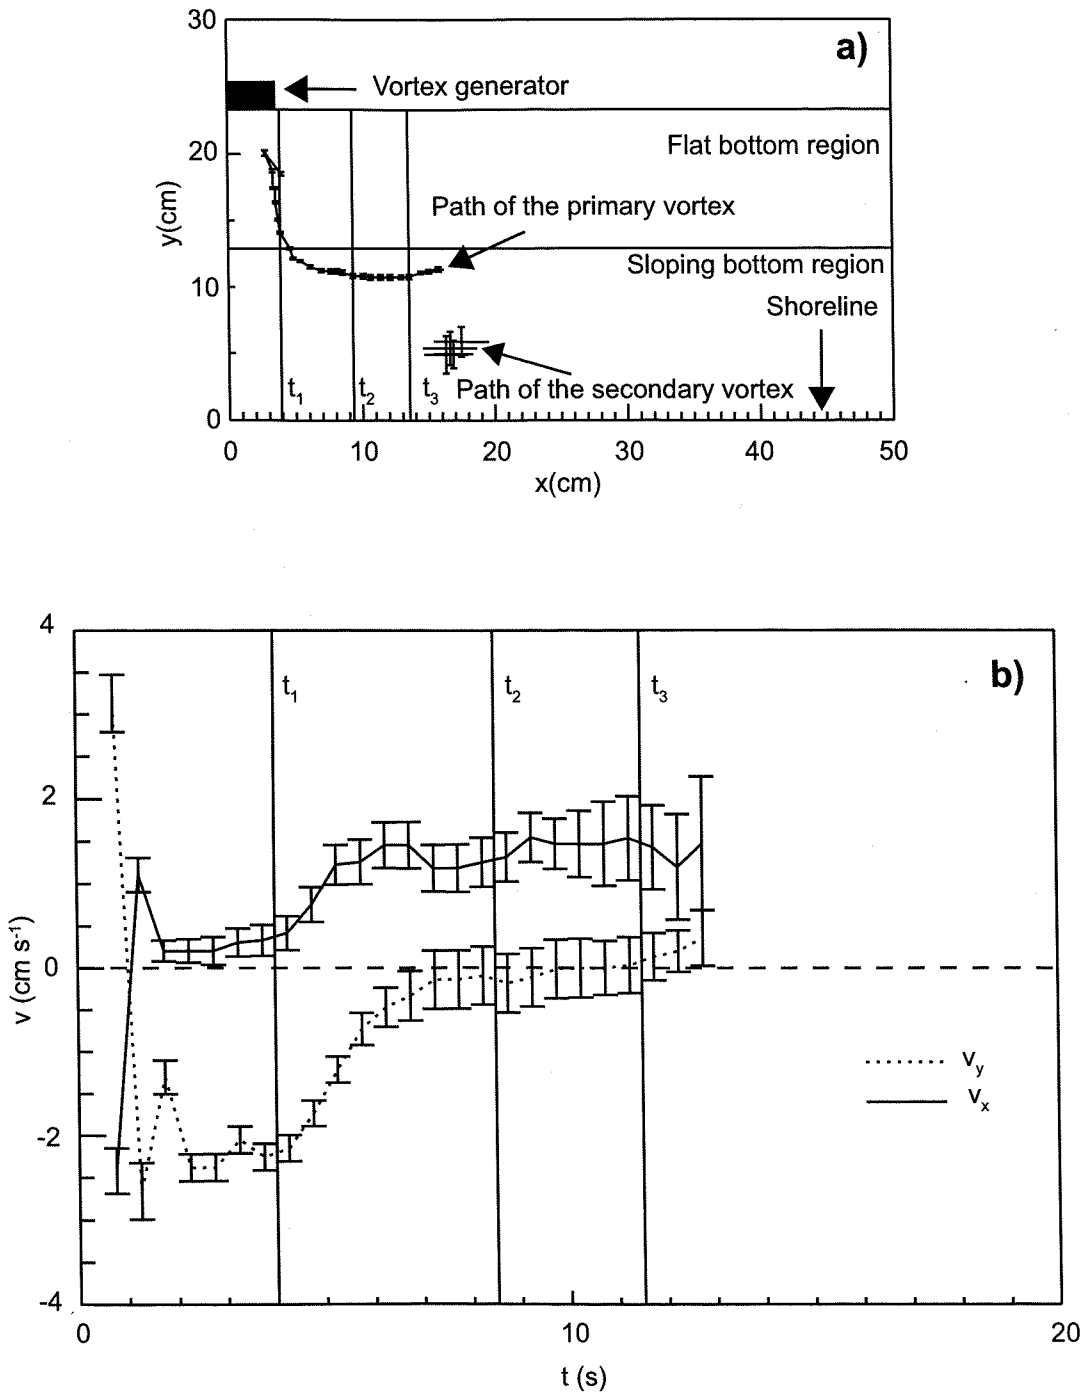 30
a)
Vortex generator
20
Flat bottom region
y(cm)
Path of the primary vortex
Sloping bottom region
10
Shoreline
t1
t2
t3
Path of the secondary vortex
0
0
10
20
30
40
50
x(cm)
4
b)
t1
t2
t3
2
v (cm s-1)
0
vy
vx
-2
-4
0
10
20
t (s)